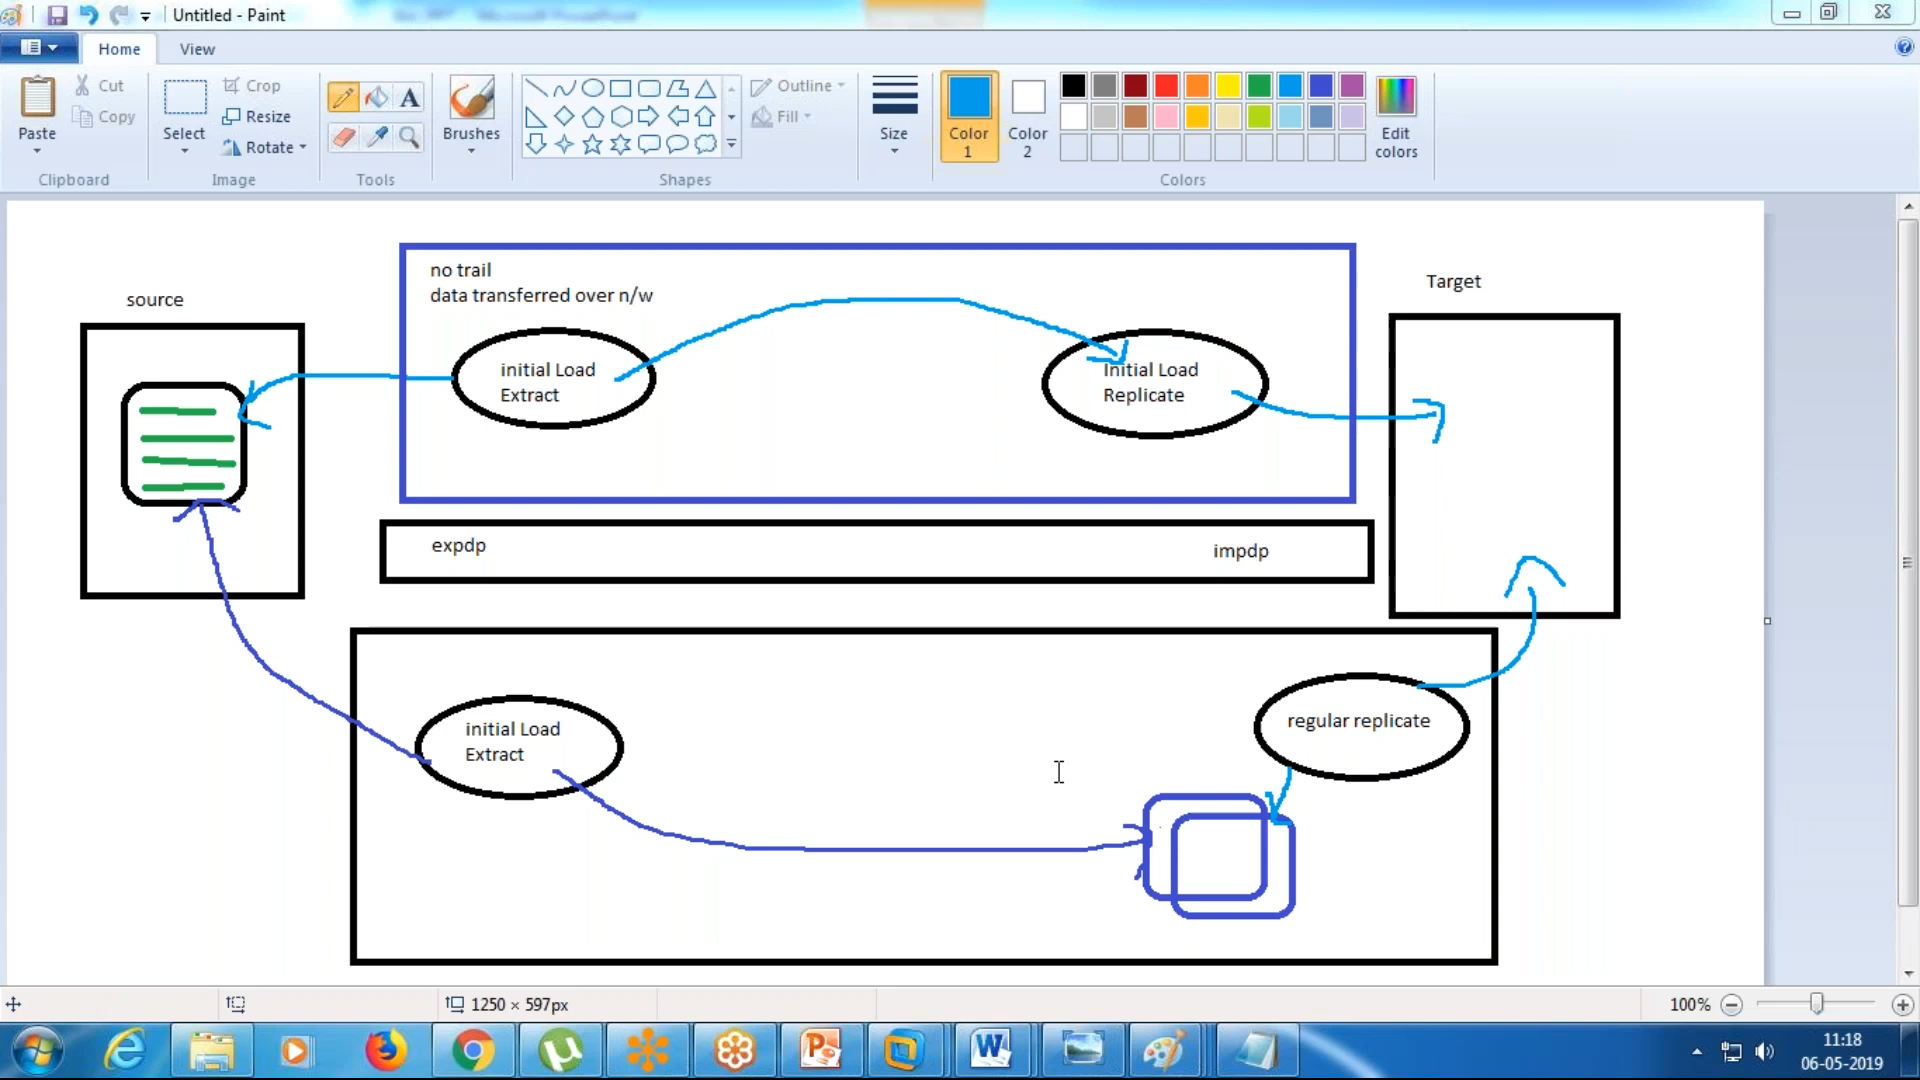 Untitled - Paint
Home
View
Paste
Cut
Copy
Clipboard
Select
Crop
Resize
Rotate
Image
A
Tools
Brushes
Shapes
Outline
Fill
Size
Color
1
Color
2
Edit
colors
Colors
source
no trail
data transferred over n/w
initial Load
Extract
Initial Load
Replicate
Target
expdp
impdp
initial Load
Extract
regular replicate
1250 × 597px
100%
11:18
06-05-2019